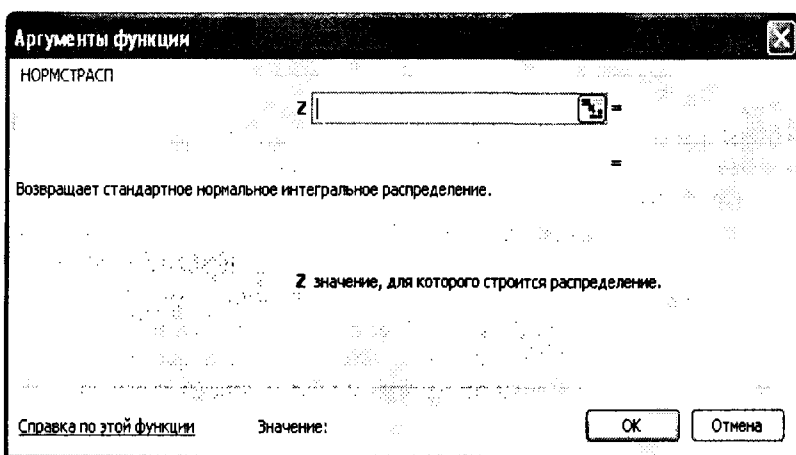 Аргументы функции
НОРМСТРАСП
Z =
=
Возвращает стандартное нормальное интегральное распределение.
Z значение, для которого строится распределение.
Справка по этой функции Значение: OK Отмена